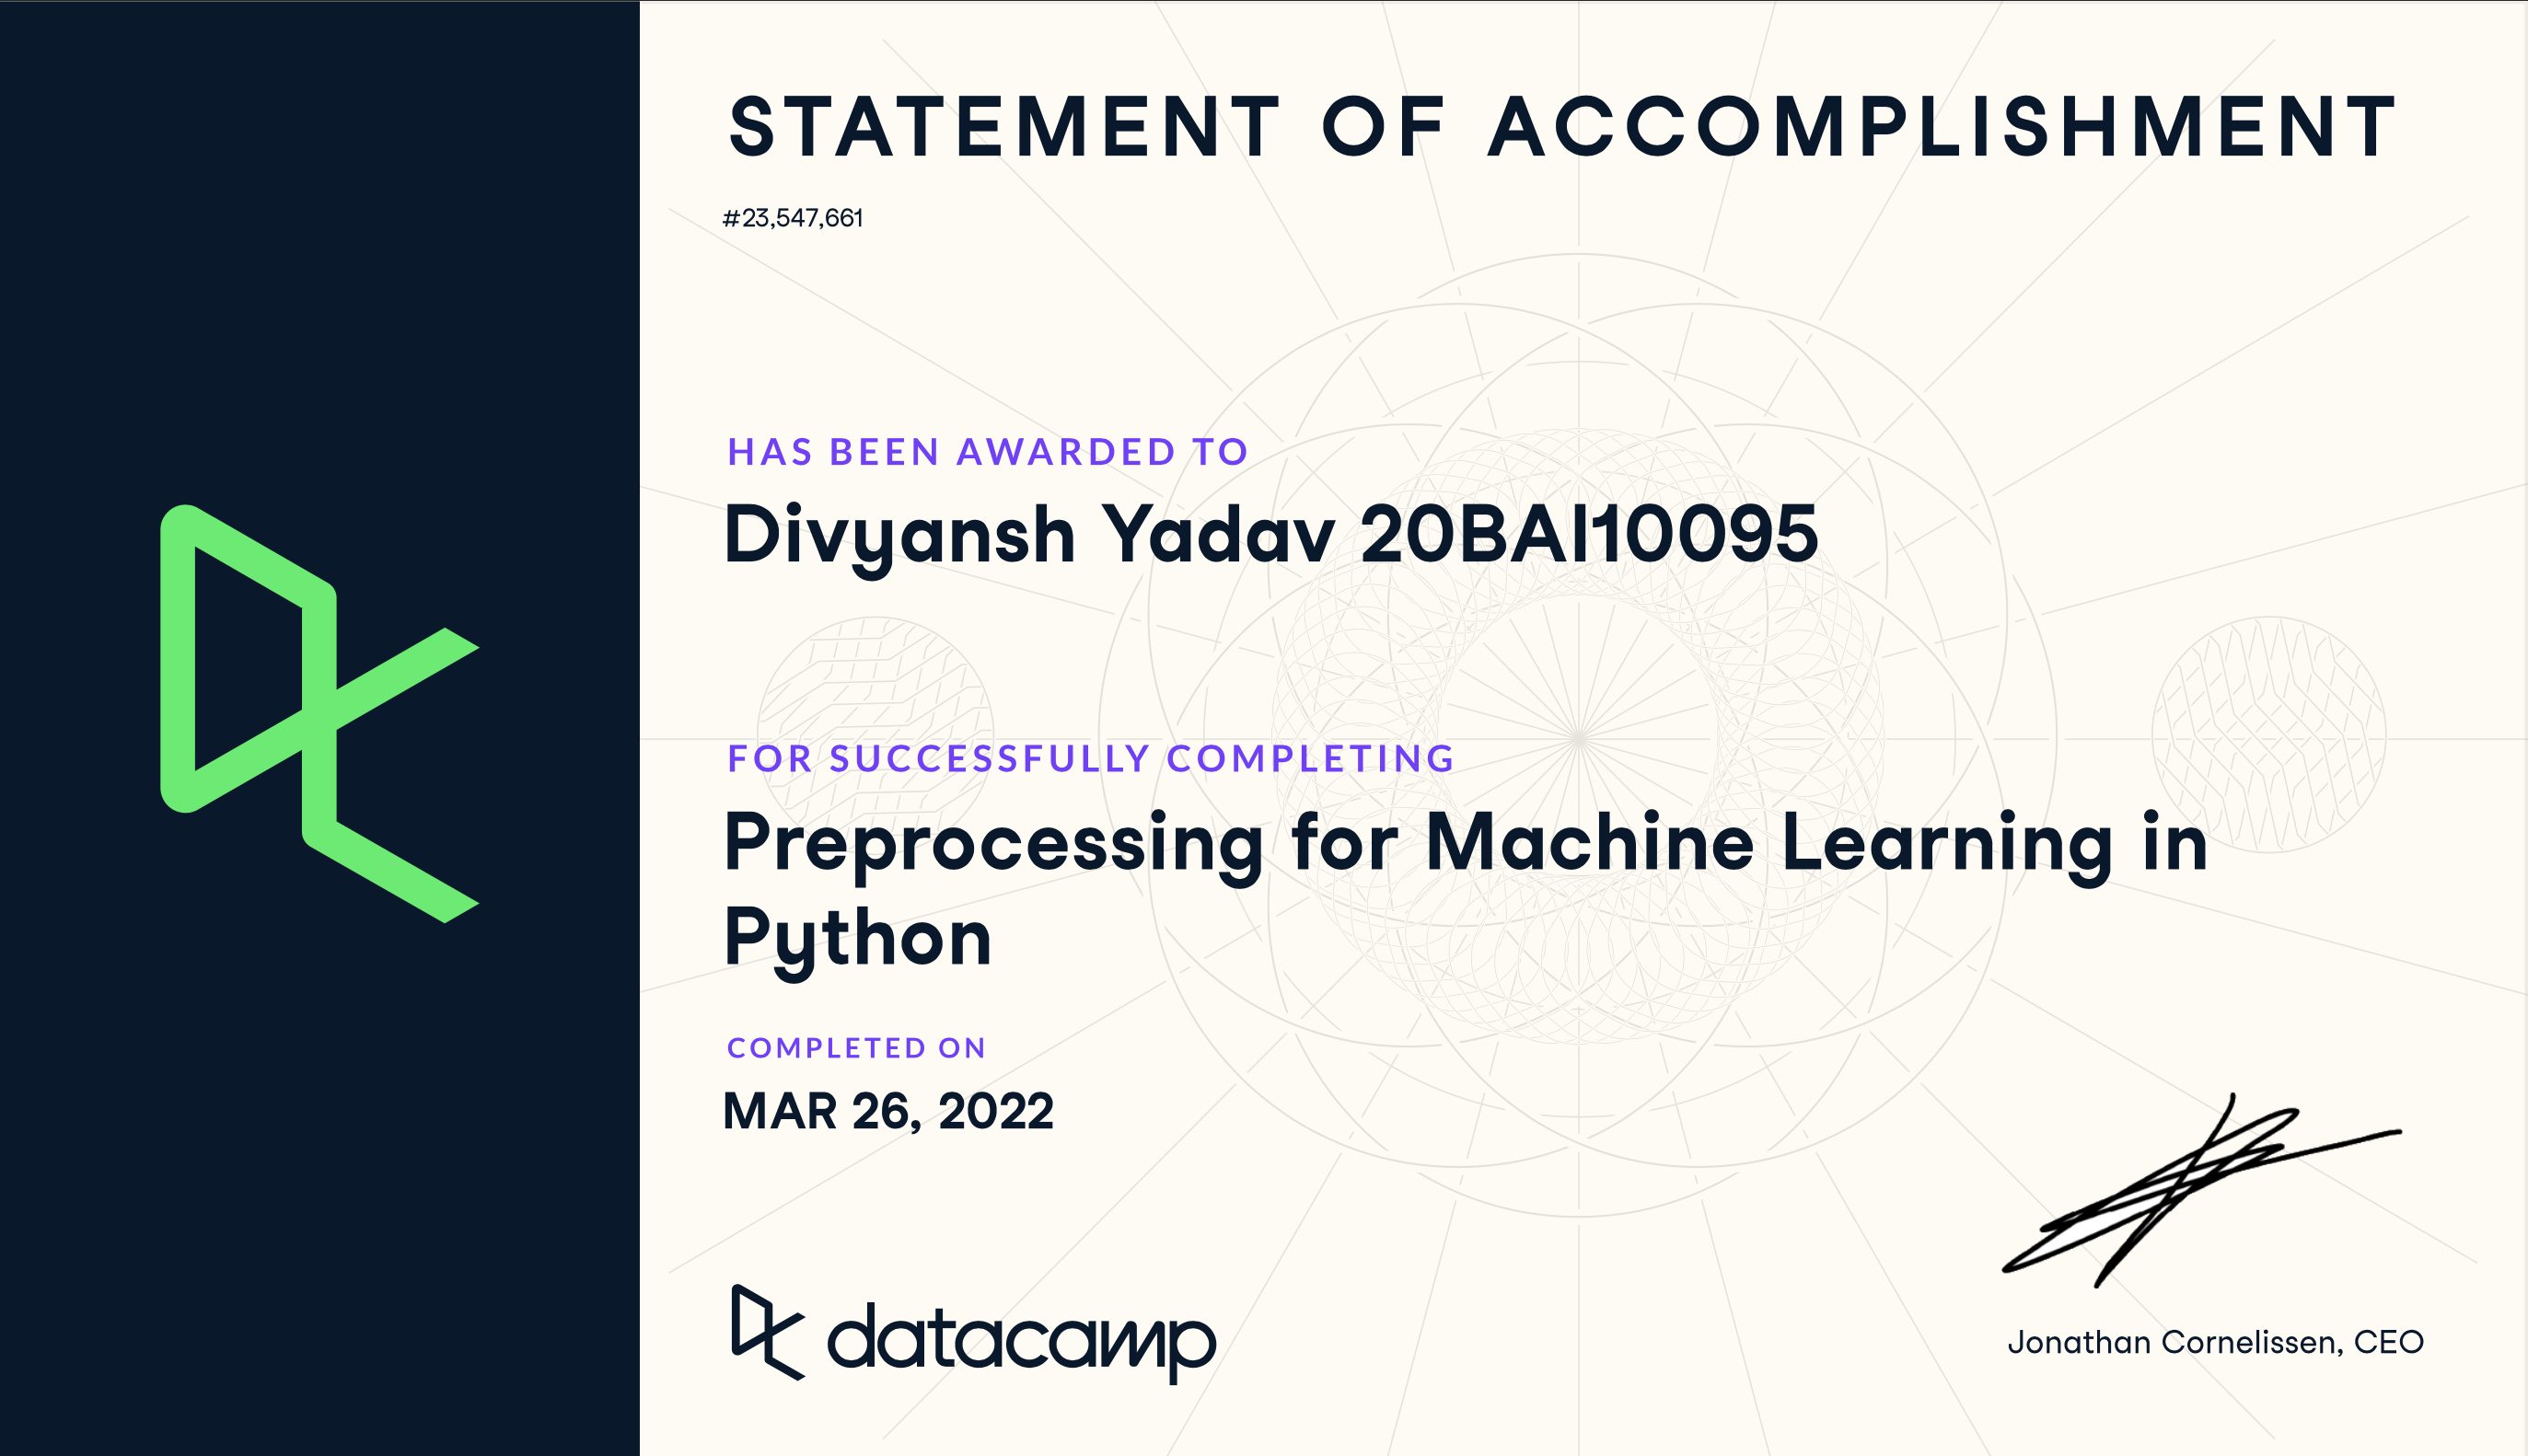 STATEMENT OF ACCOMPLISHMENT
#23,547,661
HAS BEEN AWARDED TO
Divyansh Yadav 20BAI10095
FOR SUCCESSFULLY COMPLETING
Preprocessing for Machine Learning in
Python
COMPLETED ON
MAR 26, 2022
datacamp
Jonathan Cornelissen, CEO